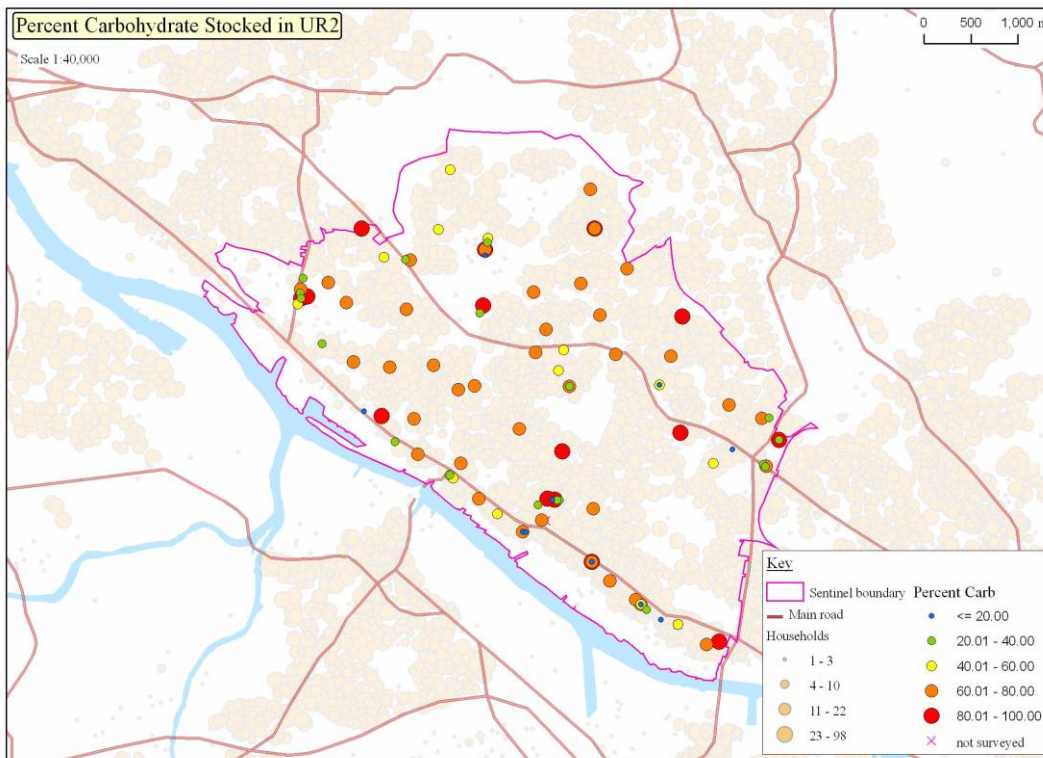 Percent Carbohydrate Stocked in UR2
Scale 1:40,000
0 500 1,000 m
Key
Sentinel boundary
Main road
Households
1 - 3
4 - 10
11 - 22
23 - 98
Percent Carb
<= 20.00
20.01 - 40.00
40.01 - 60.00
60.01 - 80.00
80.01 - 100.00
not surveyed